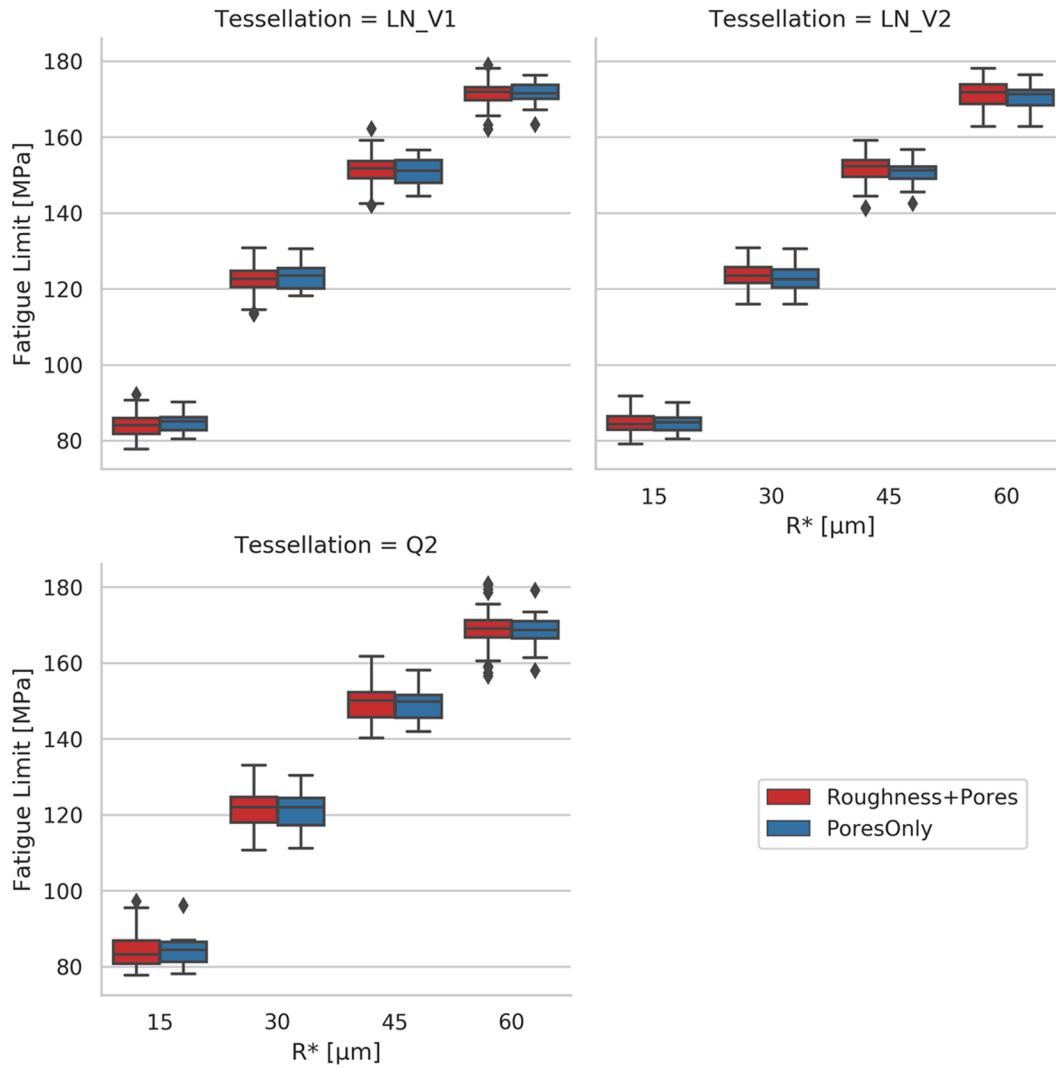 Tessellation = LN_V1
Tessellation = LN_V2
Fatigue Limit [MPa]
180
160
140
120
100
80
15
30
45
60
R* [μm]
Tessellation = Q2
Fatigue Limit [MPa]
180
160
140
120
100
80
15
30
45
60
R* [μm]
Roughness+Pores
PoresOnly